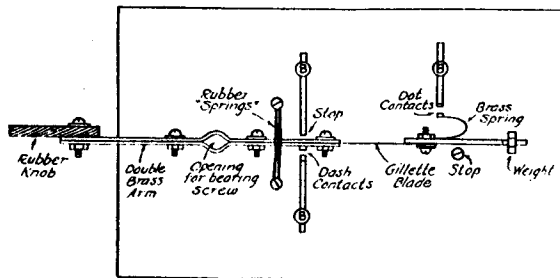 Rubber
Knob
Double
Brass
Arm
Opening
for bearing
Screw
Rubber
"Springs"
Stop
Dash
Contacts
Gillette
Blade
Dot
Contacts
Brass
Spring
Stop
Weight